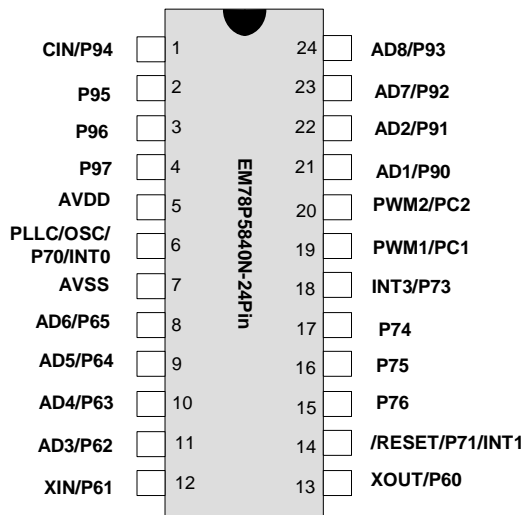 CIN/P94 1 24 AD8/P93
P95 2 23 AD7/P92
P96 3 22 AD2/P91
P97 4 21 AD1/P90
AVDD 5 20 PWM2/PC2
PLLC/OSC/
P70/INT0 6 19 PWM1/PC1
AVSS 7 18 INT3/P73
AD6/P65 8 17 P74
AD5/P64 9 16 P75
AD4/P63 10 15 P76
AD3/P62 11 14 /RESET/P71/INT1
XIN/P61 12 13 XOUT/P60
EM78P5840N-24Pin